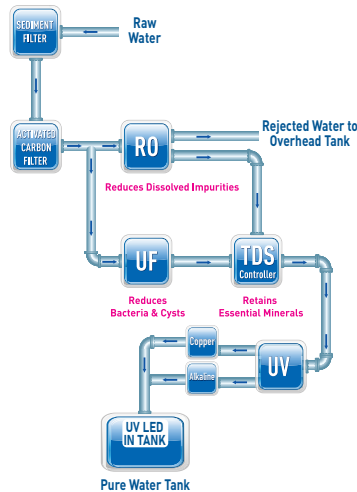 SEDIMENT
FILTER
Raw
Water
ACTIVATED
CARBON
FILTER
RO
Rejected Water to
Overhead Tank
Reduces Dissolved Impurities
UF
TDS
Controller
Reduces
Bacteria & Cysts
Retains
Essential Minerals
Copper
Alkaline
UV
UV LED
IN TANK
Pure Water Tank